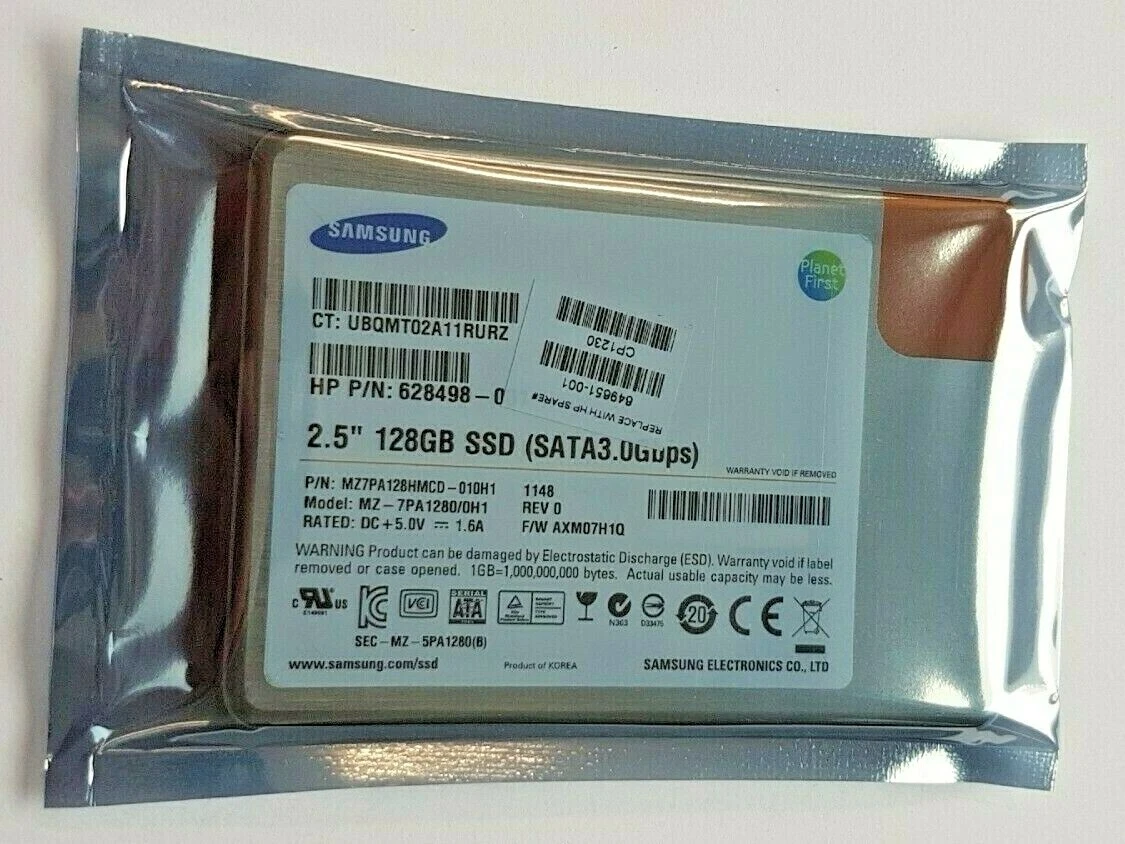 SAMSUNG
Planet
First
CT: UBQMT02A11RURZ
CP1230
HP P/N: 628498-0
649651-001
REPLACE WITH HP SPARE#
2.5" 128GB SSD (SATA3.0Gbps)
WARRANTY VOID IF REMOVED
P/N: MZ7PA128HMCD-010H1 1148
Model: MZ-7PA1280/0H1 REV 0
RATED: DC+5.0V ⎓ 1.6A F/W AXM07H1Q
WARNING Product can be damaged by Electrostatic Discharge (ESD). Warranty void if label
removed or case opened. 1GB=1,000,000,000 bytes. Actual usable capacity may be less.
c RU US
VCI
SERIAL
ATA
N363
D33475
20
CE
SEC-MZ-5PA1280(B)
www.samsung.com/ssd Product of KOREA SAMSUNG ELECTRONICS CO., LTD